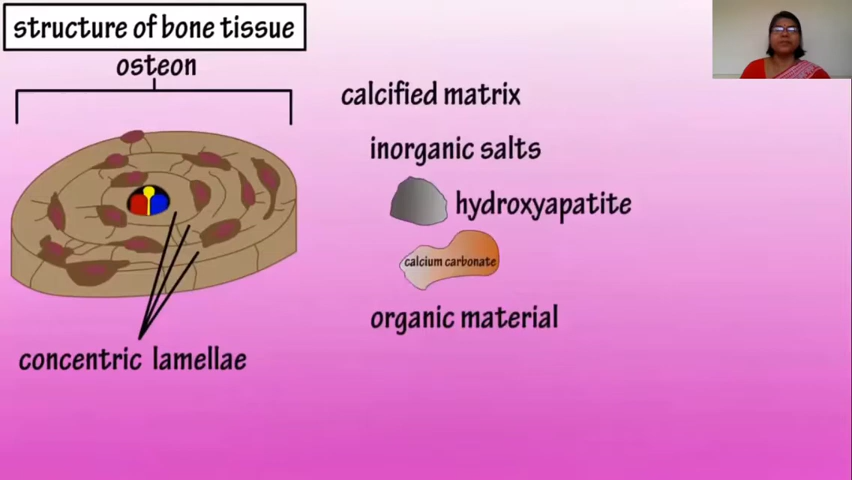 structure of bone tissue
osteon
calcified matrix
inorganic salts
hydroxyapatite
calcium carbonate
organic material
concentric lamellae